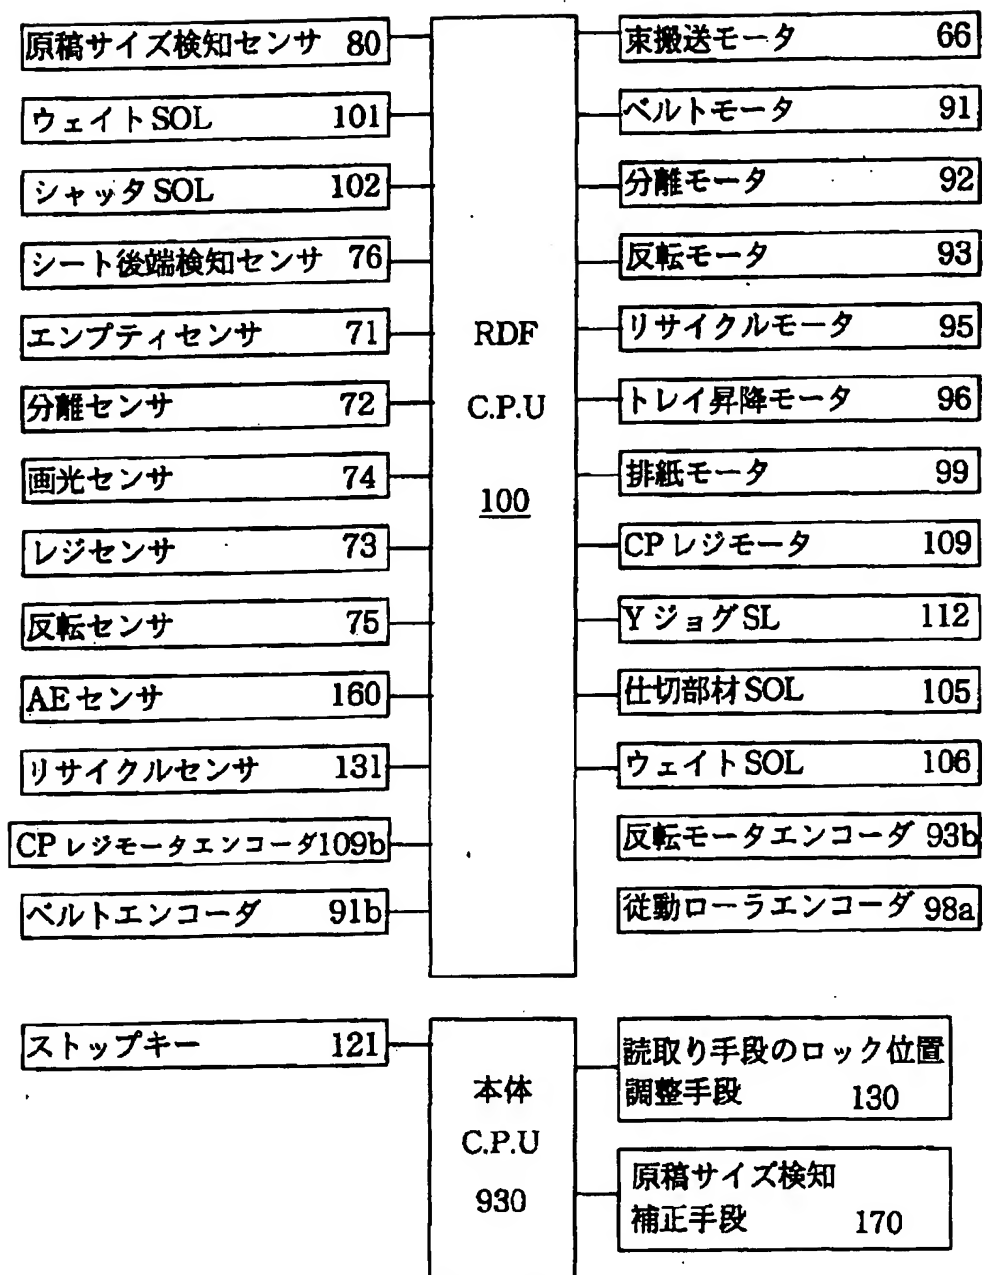 原稿サイズ検知センサ 80
ウェイトSOL 101
シャッタSOL 102
シート後端検知センサ 76
エンプティセンサ 71
分離センサ 72
画先センサ 74
レジセンサ 73
反転センサ 75
AEセンサ 160
リサイクルセンサ 131
CPレジモータエンコーダ109b
ベルトエンコーダ 91b
RDF
C.P.U
100
束搬送モータ 66
ベルトモータ 91
分離モータ 92
反転モータ 93
リサイクルモータ 95
トレイ昇降モータ 96
排紙モータ 99
CPレジモータ 109
YジョグSL 112
仕切部材SOL 105
ウェイトSOL 106
反転モータエンコーダ 93b
従動ローラエンコーダ 98a
ストップキー 121
本体
C.P.U
930
読取り手段のロック位置
調整手段 130
原稿サイズ検知
補正手段 170